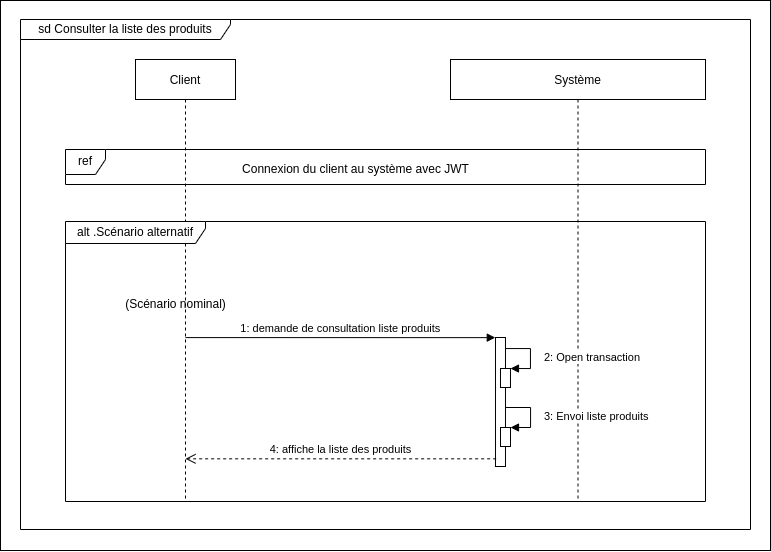 sd Consulter la liste des produits
Client
Système
ref
Connexion du client au système avec JWT
alt .Scénario alternatif
(Scénario nominal)
1: demande de consultation liste produits
2: Open transaction
3: Envoi liste produits
4: affiche la liste des produits